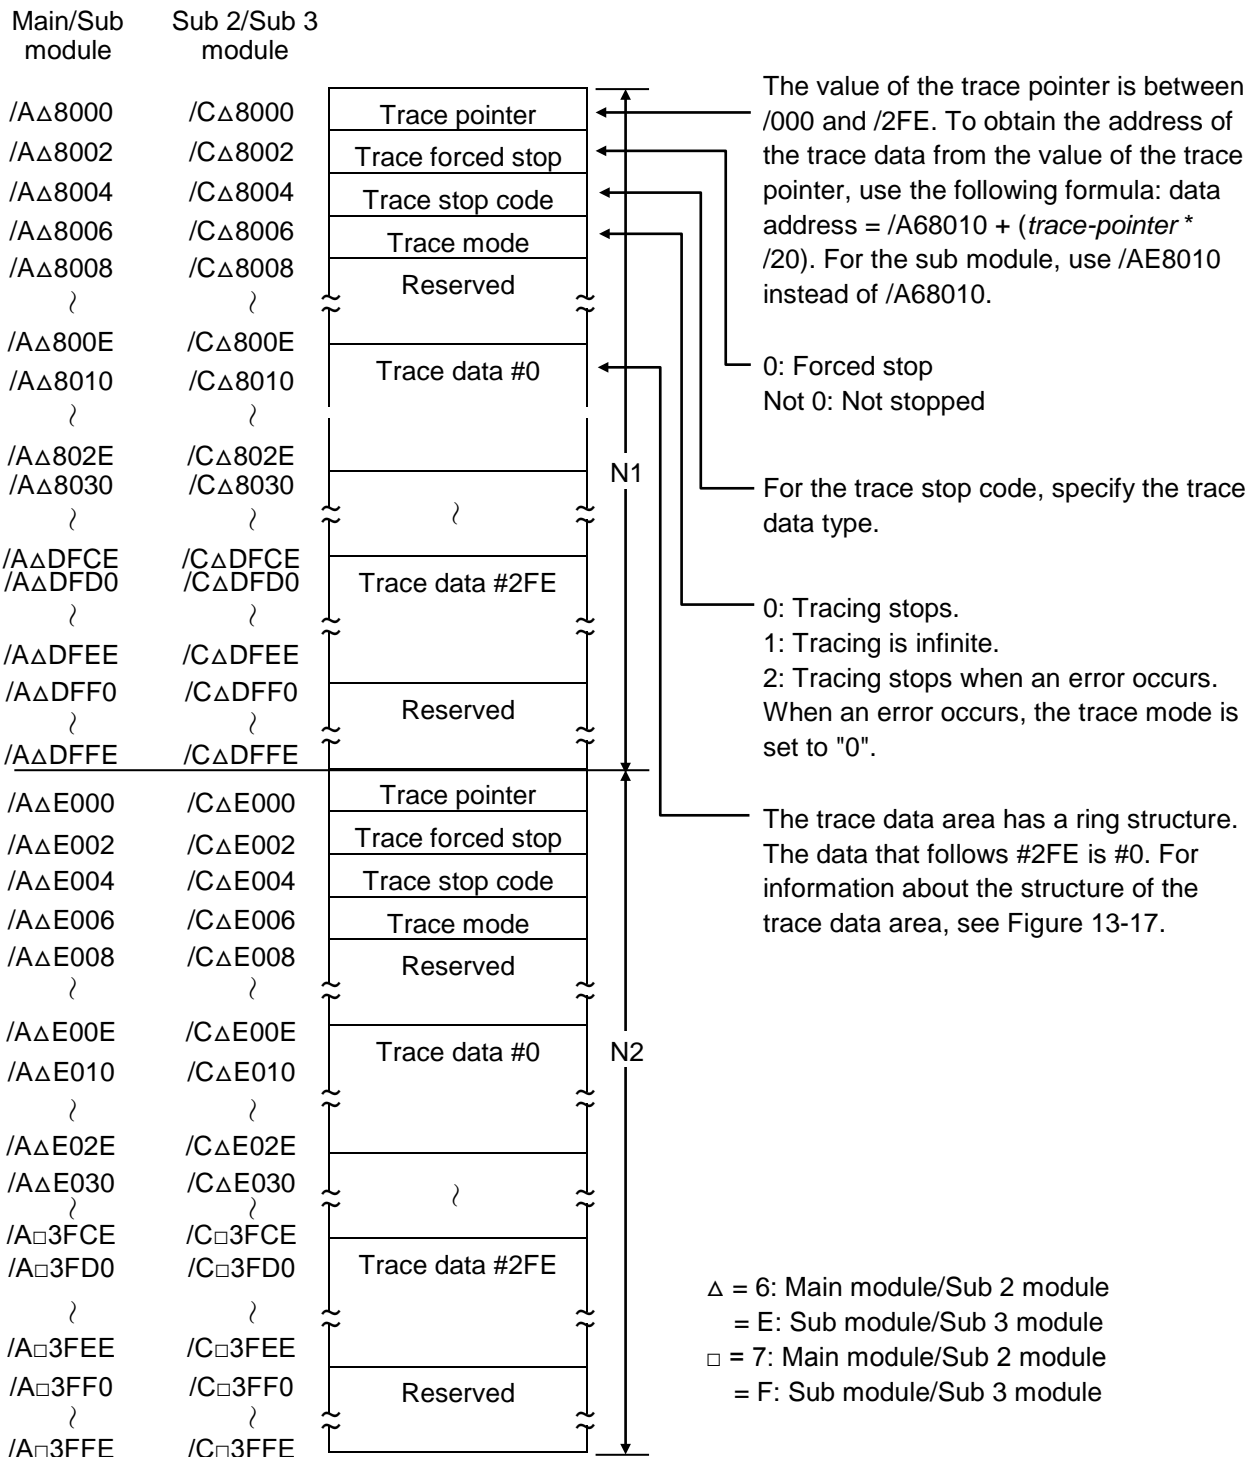 Main/Sub module
Sub 2/Sub 3 module
/A△8000 /C△8000 Trace pointer
/A△8002 /C△8002 Trace forced stop
/A△8004 /C△8004 Trace stop code
/A△8006 /C△8006 Trace mode
/A△8008 /C△8008 Reserved
/A△800E /C△800E
/A△8010 /C△8010 Trace data #0
/A△802E /C△802E
/A△8030 /C△8030
/A△DFCE /C△DFCE
/A△DFD0 /C△DFD0 Trace data #2FE
/A△DFEE /C△DFEE
/A△DFF0 /C△DFF0 Reserved
/A△DFFE /C△DFFE
N1
/A△E000 /C△E000 Trace pointer
/A△E002 /C△E002 Trace forced stop
/A△E004 /C△E004 Trace stop code
/A△E006 /C△E006 Trace mode
/A△E008 /C△E008 Reserved
/A△E00E /C△E00E
/A△E010 /C△E010 Trace data #0
/A△E02E /C△E02E
/A△E030 /C△E030
/A□3FCE /C□3FCE
/A□3FD0 /C□3FD0 Trace data #2FE
/A□3FEE /C□3FEE
/A□3FF0 /C□3FF0 Reserved
/A□3FFE /C□3FFE
N2
The value of the trace pointer is between
/000 and /2FE. To obtain the address of
the trace data from the value of the trace
pointer, use the following formula: data
address = /A68010 + (trace-pointer *
/20). For the sub module, use /AE8010
instead of /A68010.
0: Forced stop
Not 0: Not stopped
For the trace stop code, specify the trace
data type.
0: Tracing stops.
1: Tracing is infinite.
2: Tracing stops when an error occurs.
When an error occurs, the trace mode is
set to "0".
The trace data area has a ring structure.
The data that follows #2FE is #0. For
information about the structure of the
trace data area, see Figure 13-17.
△ = 6: Main module/Sub 2 module
= E: Sub module/Sub 3 module
□ = 7: Main module/Sub 2 module
= F: Sub module/Sub 3 module